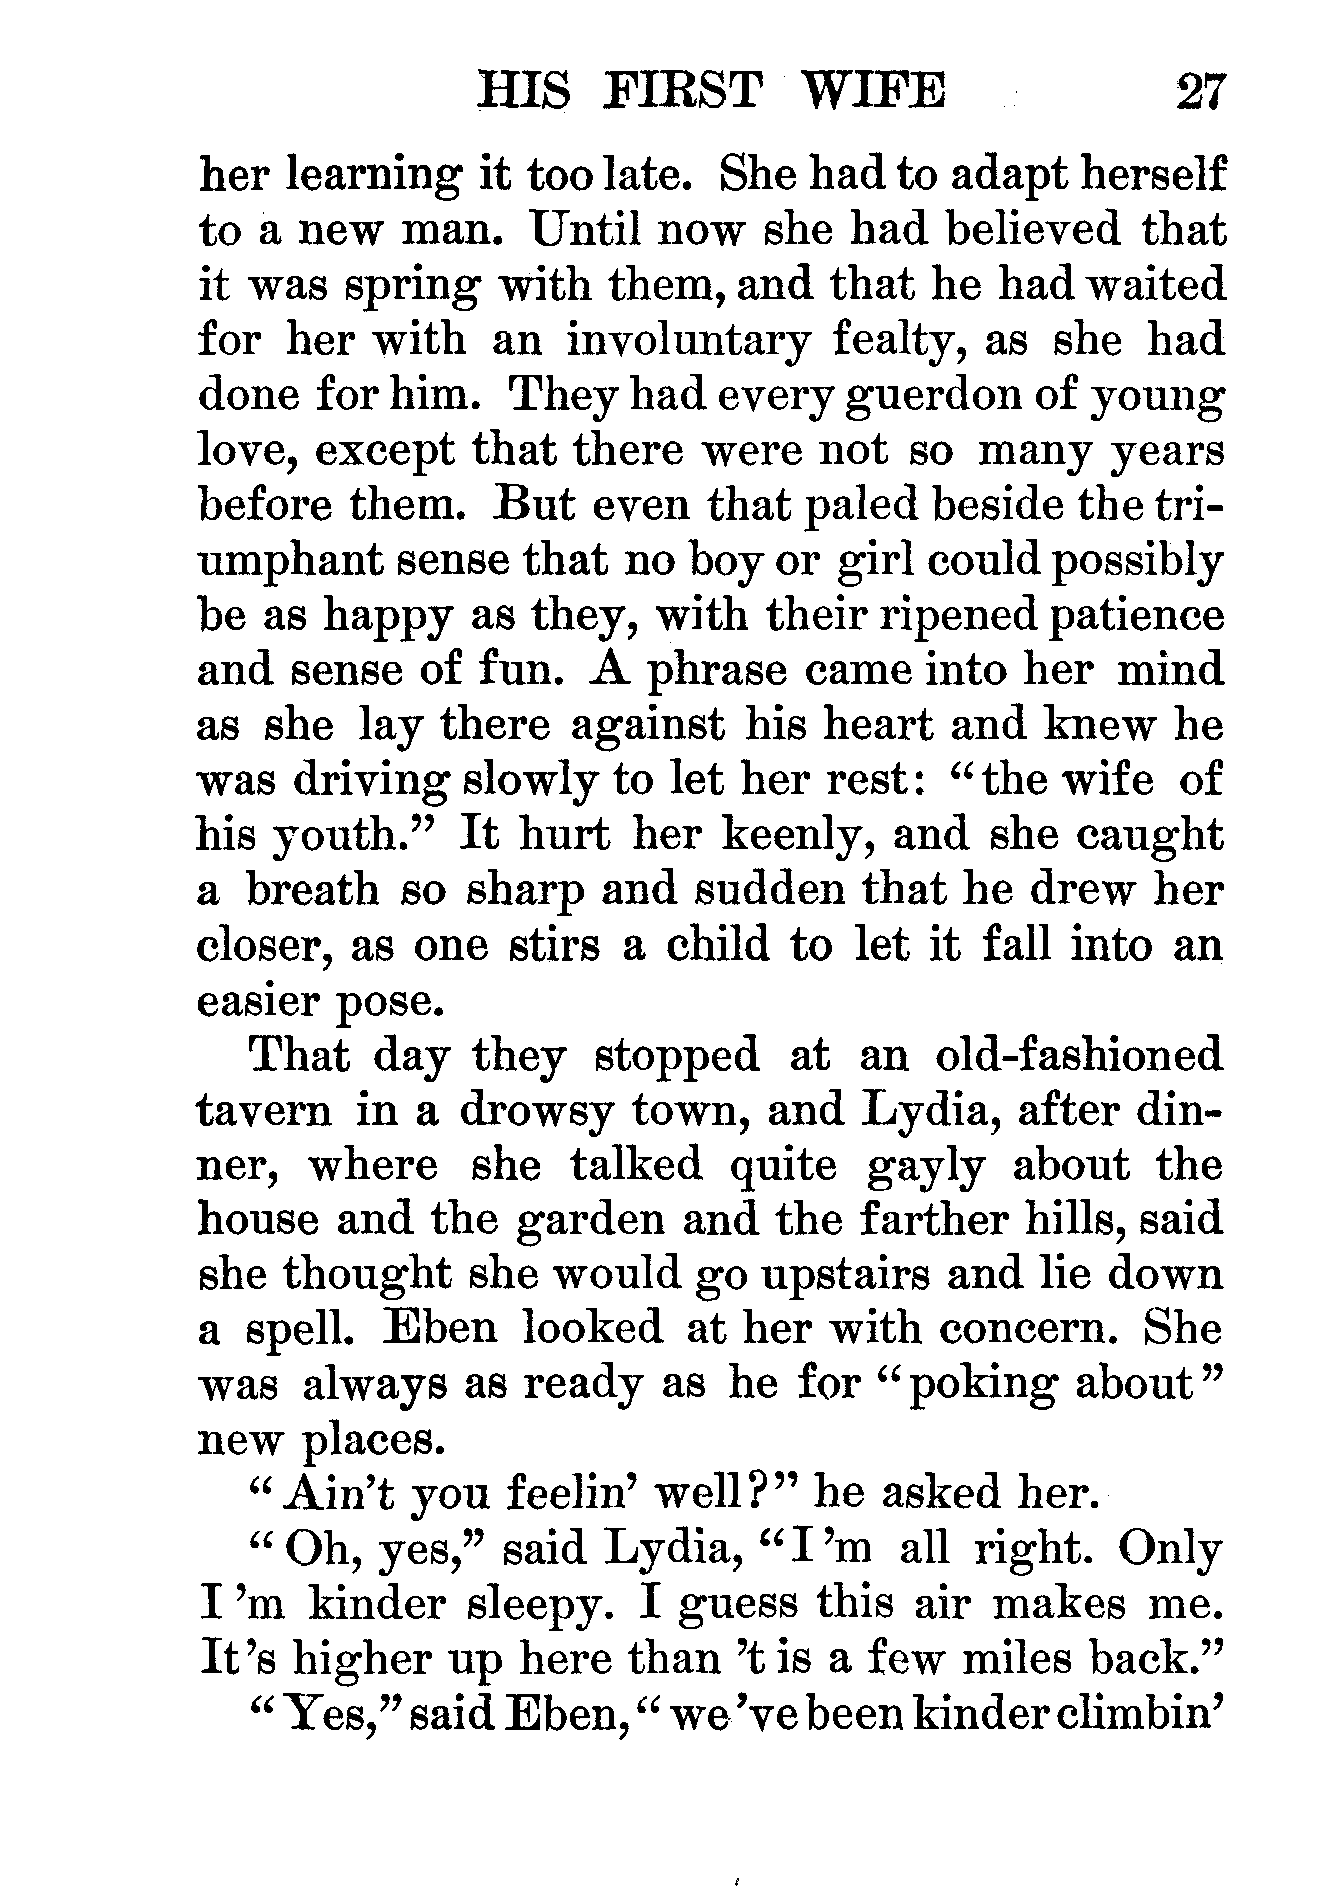 HIS FIRST WIFE 27
her learning it too late. She had to adapt herself
to a new man. Until now she had believed that
it was spring with them, and that he had waited
for her with an involuntary fealty, as she had
done for him. They had every guerdon of young
love, except that there were not so many years
before them. But even that paled beside the tri-
umphant sense that no boy or girl could possibly
be as happy as they, with their ripened patience
and sense of fun. A phrase came into her mind
as she lay there against his heart and knew he
was driving slowly to let her rest: “the wife of
his youth.” It hurt her keenly, and she caught
a breath so sharp and sudden that he drew her
closer, as one stirs a child to let it fall into an
easier pose.
That day they stopped at an old-fashioned
tavern in a drowsy town, and Lydia, after din-
ner, where she talked quite gayly about the
house and the garden and the farther hills, said
she thought she would go upstairs and lie down
a spell. Eben looked at her with concern. She
was always as ready as he for “poking about”
new places.
“Ain’t you feelin’ well?” he asked her.
“Oh, yes,” said Lydia, “I ’m all right. Only
I ’m kinder sleepy. I guess this air makes me.
It’s higher up here than ’t is a few miles back.”
“Yes,” said Eben, “we ’ve been kinder climbin’